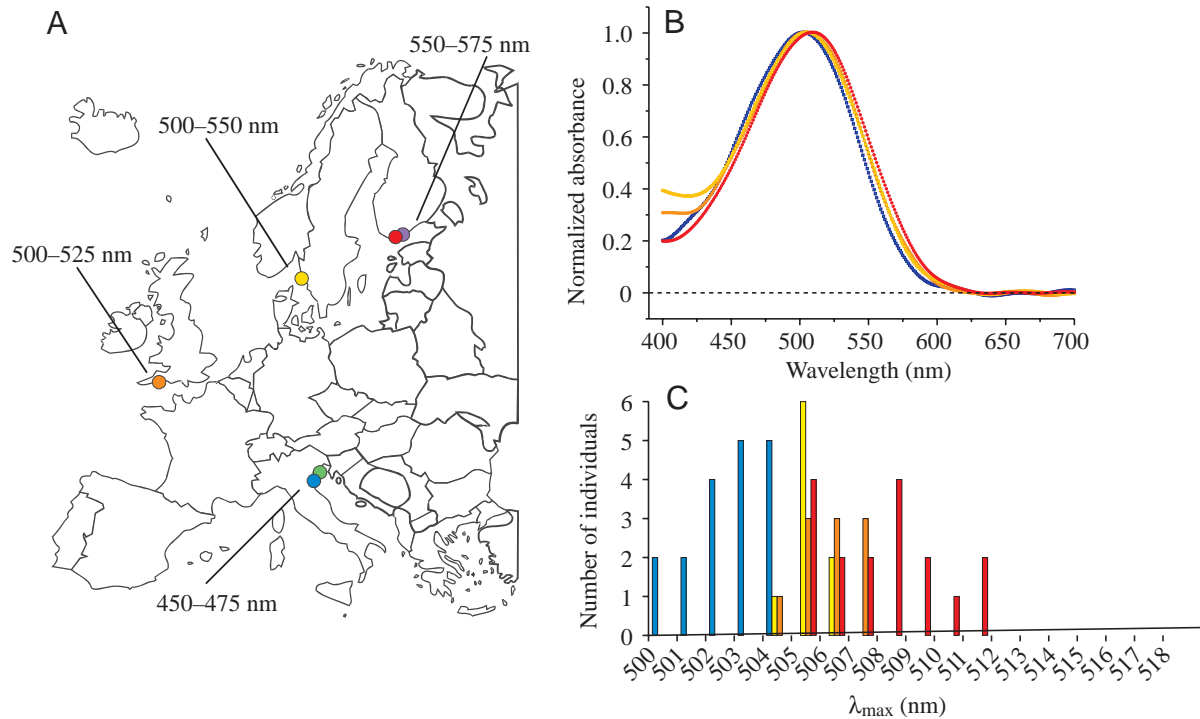 A
550–575 nm
500–550 nm
500–525 nm
450–475 nm
B
Normalized absorbance
1.0
0.8
0.6
0.4
0.2
0
400 450 500 550 600 650 700
Wavelength (nm)
C
Number of individuals
6
5
4
3
2
1
0
500 501 502 503 504 505 506 507 508 509 510 511 512 513 514 515 516 517 518
λmax (nm)